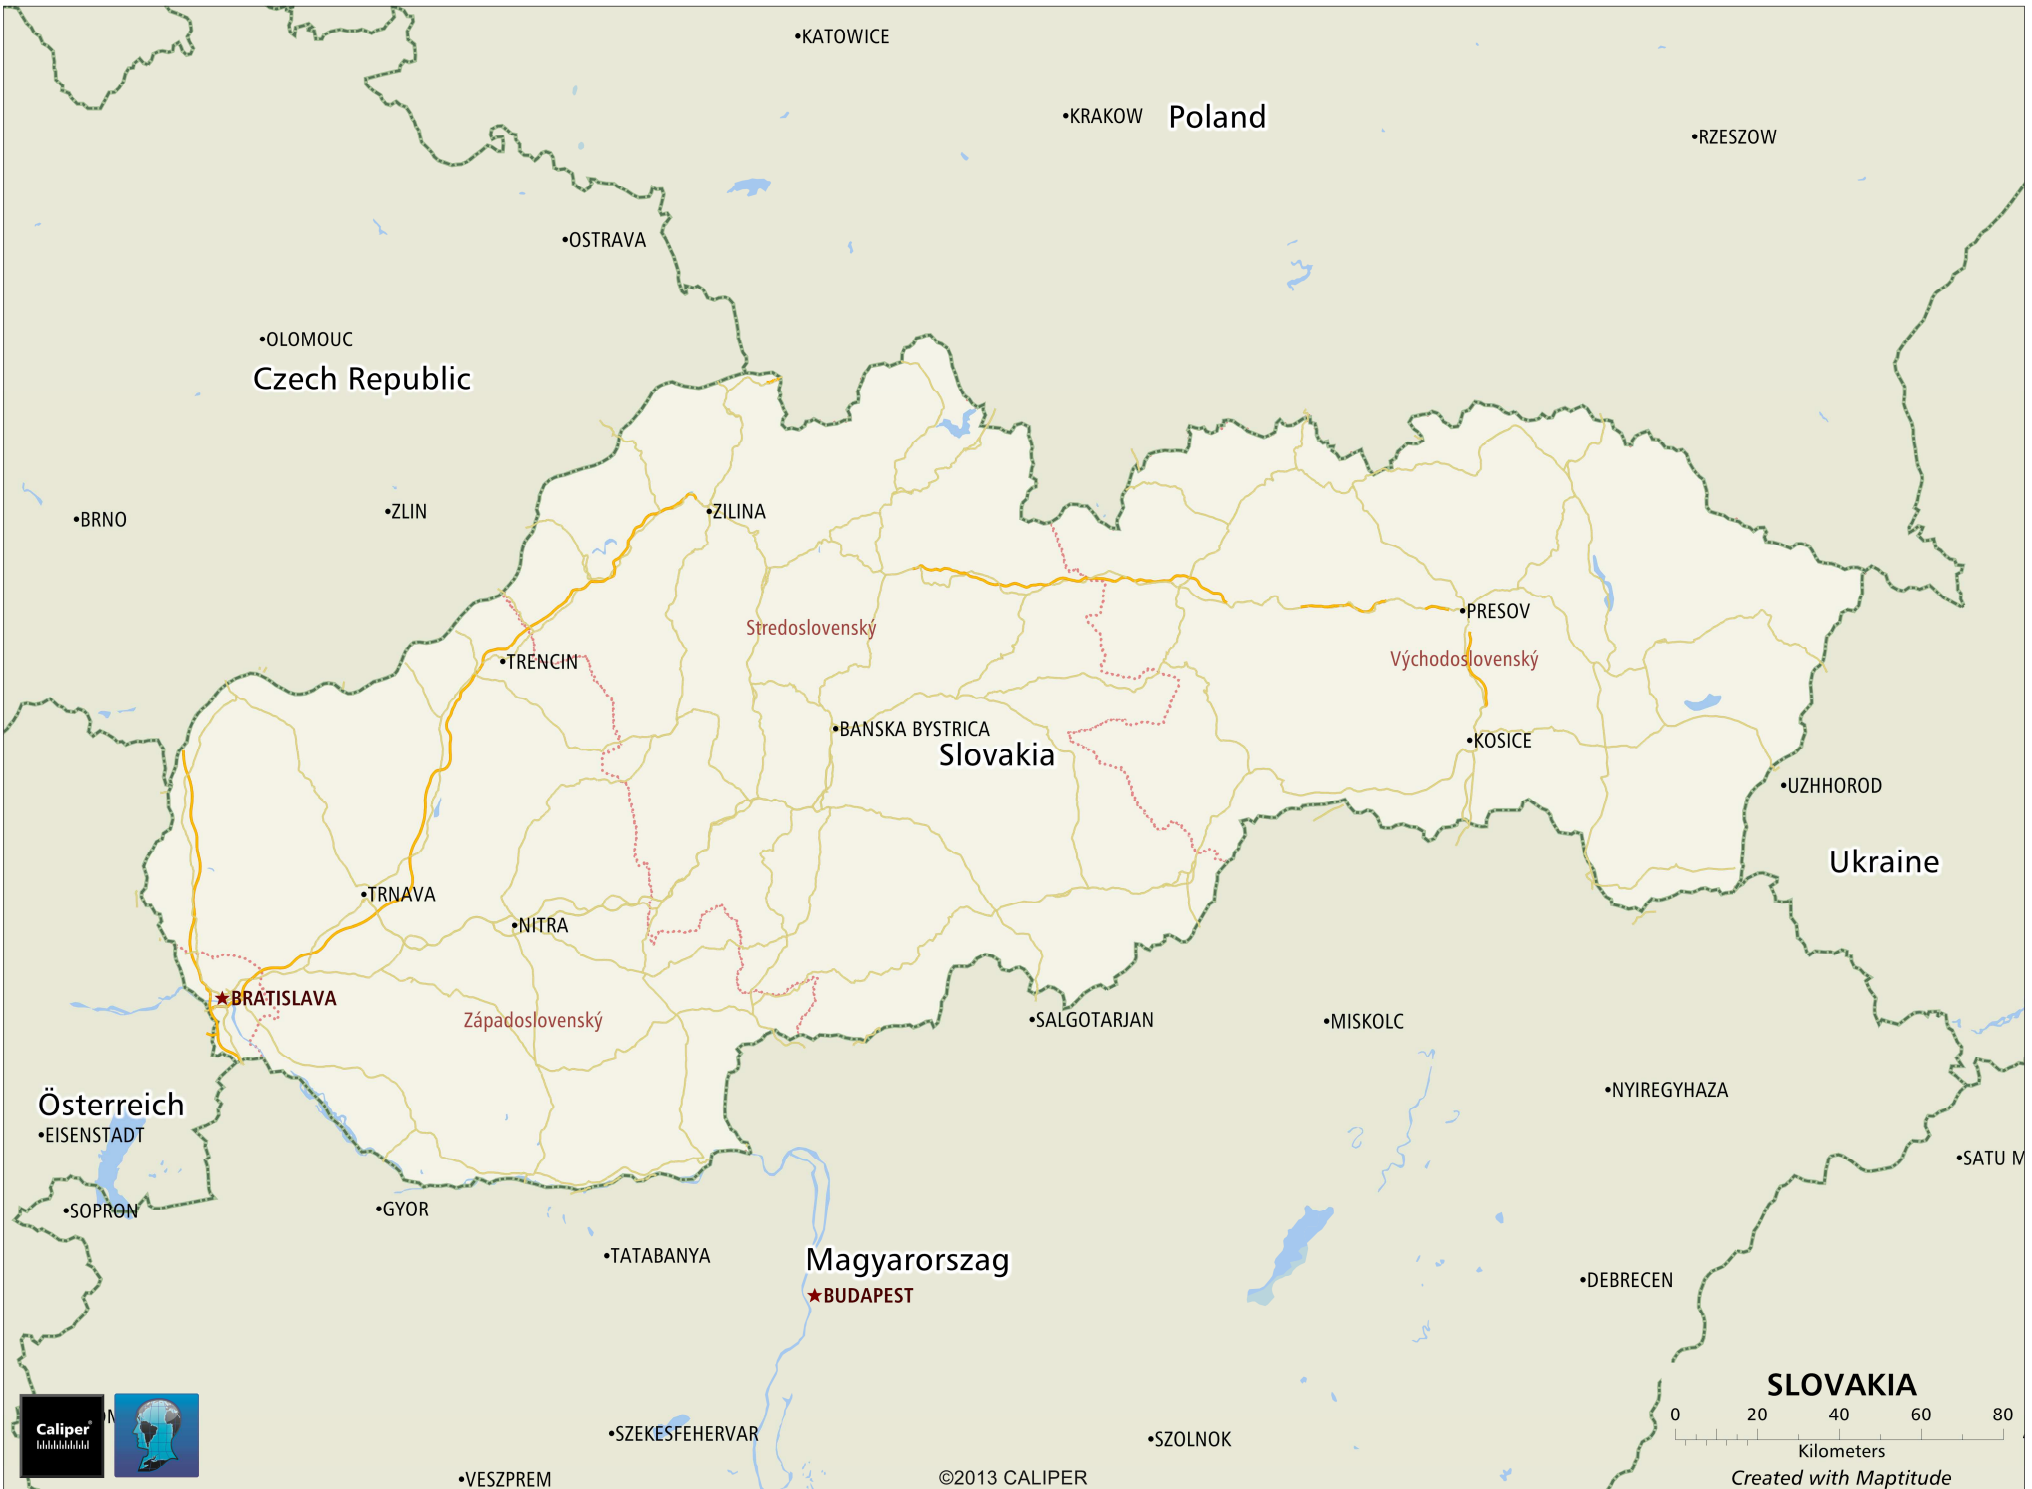 KATOWICE
KRAKOW
Poland
RZESZOW
OSTRAVA
OLOMOUC
Czech Republic
BRNO
ZLIN
ZILINA
PRESOV
Stredoslovenský
Východoslovenský
TRENCIN
BANSKA BYSTRICA
Slovakia
KOSICE
UZHHOROD
Ukraine
TRNAVA
NITRA
BRATISLAVA
Západoslovenský
SALGOTARJAN
MISKOLC
NYIREGYHAZA
Österreich
EISENSTADT
SATU M
SOPRON
GYOR
TATABANYA
Magyarorszag
BUDAPEST
DEBRECEN
SLOVAKIA
0 20 40 60 80
Kilometers
Created with Maptitude
Caliper
SZEKESFEHERVAR
SZOLNOK
VESZPREM
©2013 CALIPER